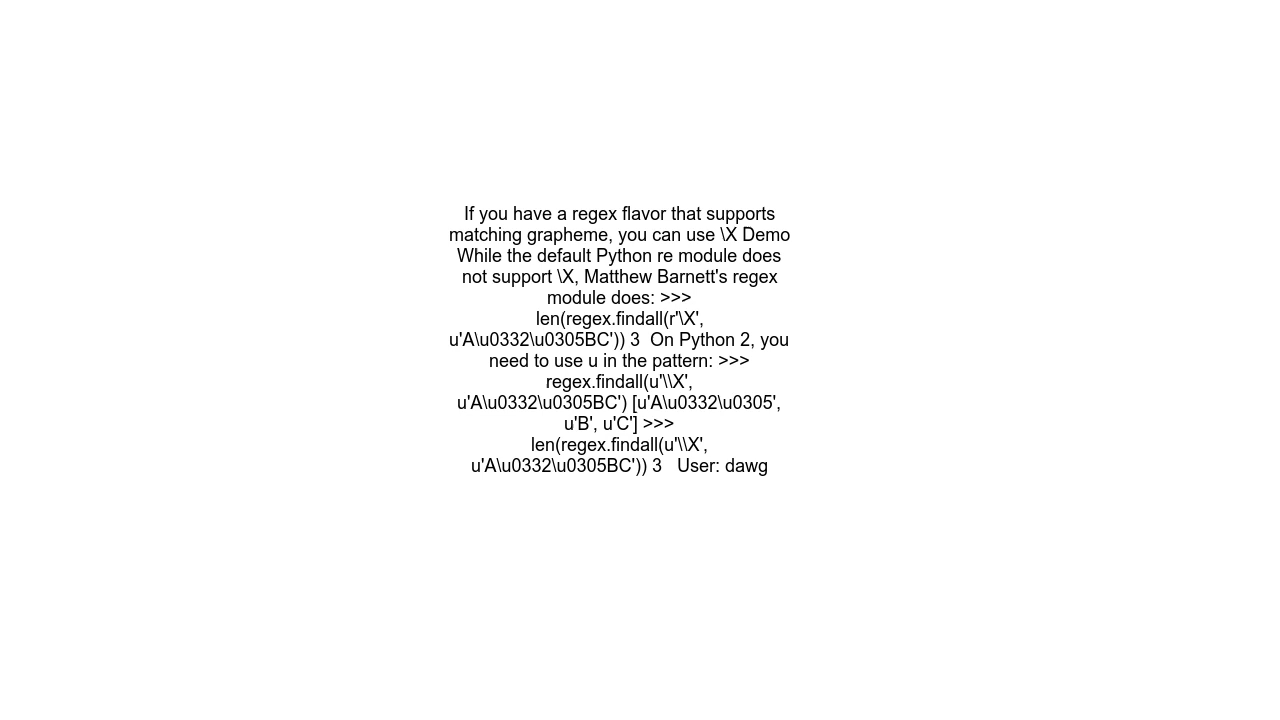 If you have a regex flavor that supports
matching grapheme, you can use \X Demo
While the default Python re module does
not support \X, Matthew Barnett's regex
module does: >>>
len(regex.findall(r'\X',
u'A\u0332\u0305BC')) 3  On Python 2, you
need to use u in the pattern: >>>
regex.findall(u'\\X',
u'A\u0332\u0305BC') [u'A\u0332\u0305',
u'B', u'C'] >>>
len(regex.findall(u'\\X',
u'A\u0332\u0305BC')) 3   User: dawg